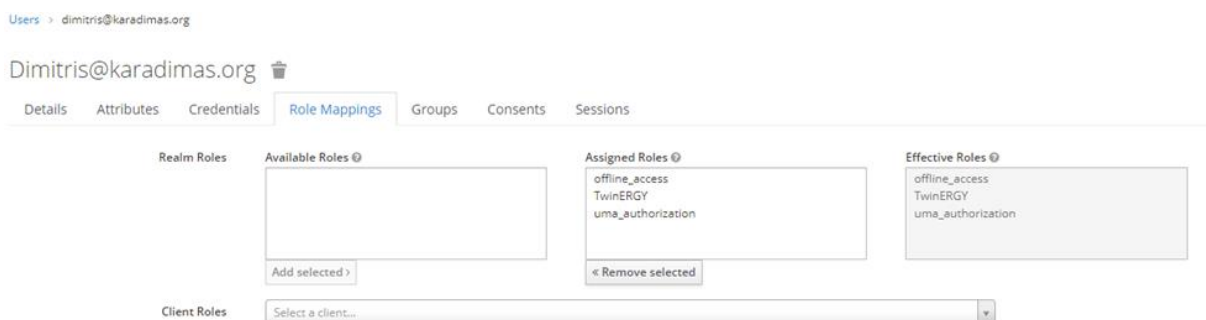 Users > dimitris@karadimas.org
Dimitris@karadimas.org
Details Attributes Credentials Role Mappings Groups Consents Sessions
Realm Roles Available Roles Assigned Roles Effective Roles
offline_access offline_access
TwinERGY TwinERGY
uma_authorization uma_authorization
Add selected > « Remove selected
Client Roles Select a client...